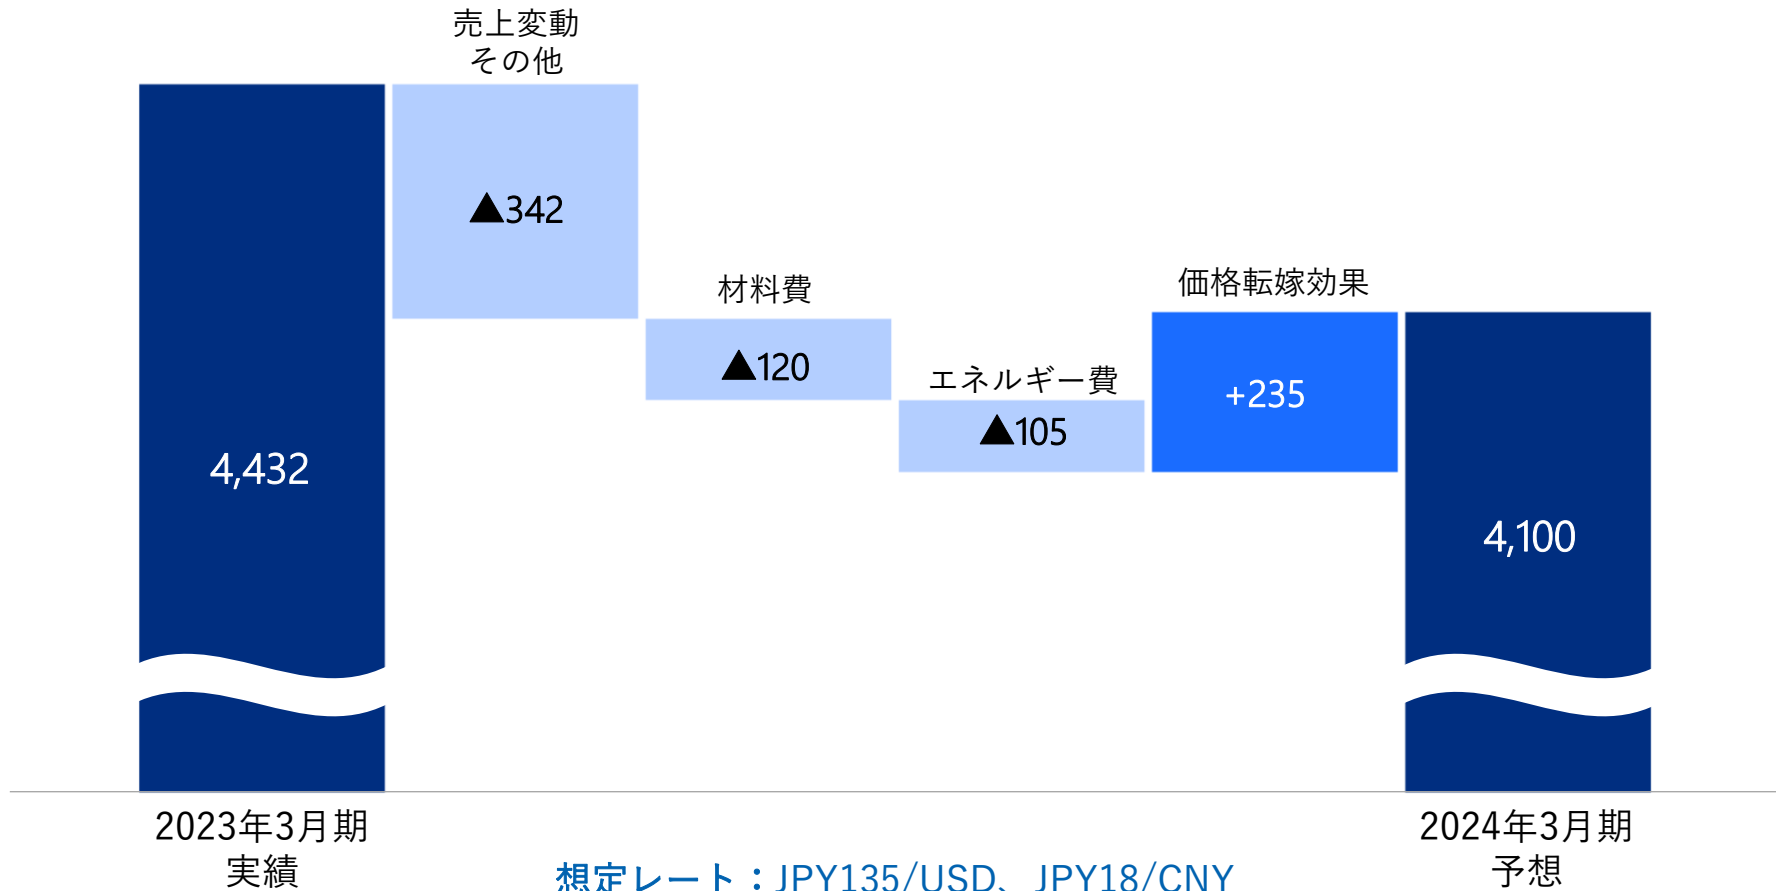 売上変動
その他
▲342
材料費
▲120
エネルギー費
▲105
価格転嫁効果
+235
4,432
4,100
2023年3月期
実績
2024年3月期
予想
想定レート：JPY135/USD、JPY18/CNY